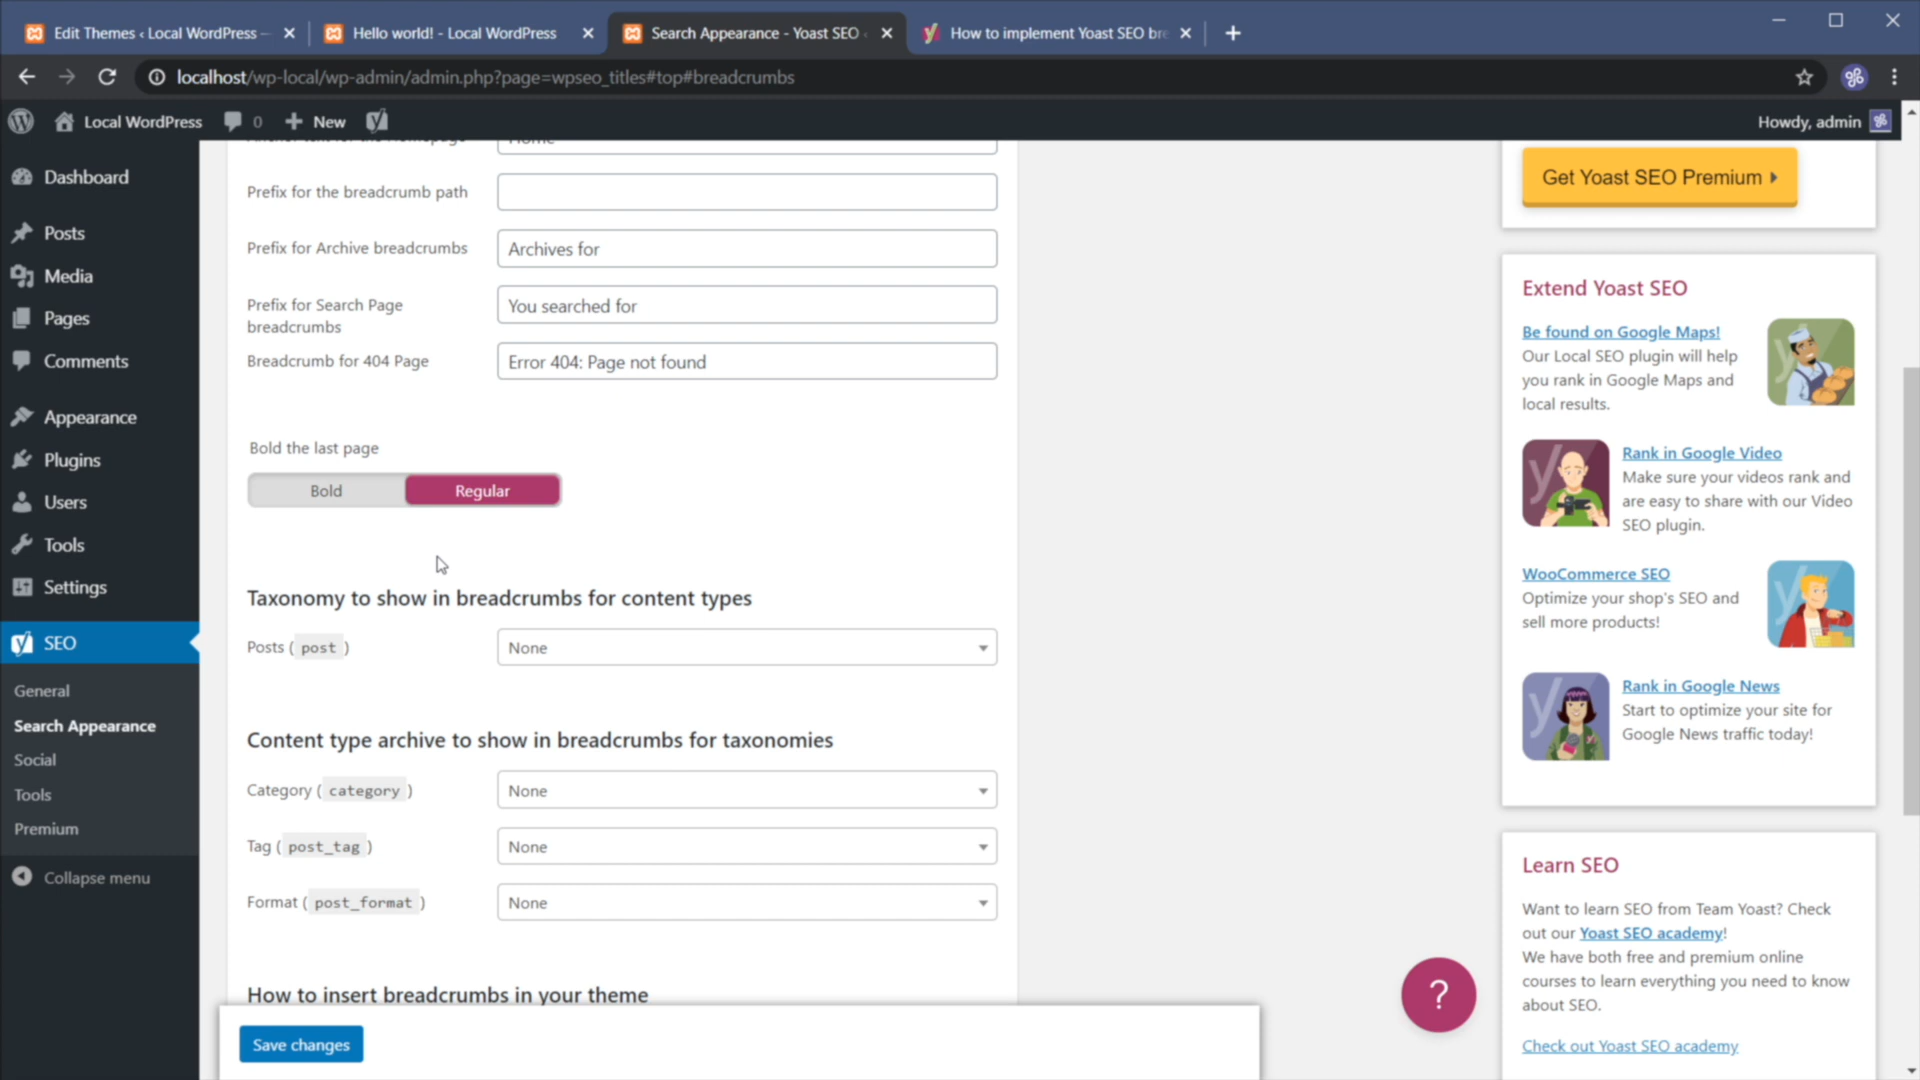 Edit Themes ‹ Local WordPress —
Hello world! - Local WordPress
Search Appearance - Yoast SEO ‹
How to implement Yoast SEO bre
localhost/wp-local/wp-admin/admin.php?page=wpseo_titles#top#breadcrumbs
Local WordPress
0
New
Howdy, admin
Dashboard
Posts
Media
Pages
Comments
Appearance
Plugins
Users
Tools
Settings
SEO
General
Search Appearance
Social
Tools
Premium
Collapse menu
Prefix for the breadcrumb path
Prefix for Archive breadcrumbs
Archives for
Prefix for Search Page
breadcrumbs
You searched for
Breadcrumb for 404 Page
Error 404: Page not found
Bold the last page
Bold
Regular
Taxonomy to show in breadcrumbs for content types
Posts ( post )
None
Content type archive to show in breadcrumbs for taxonomies
Category ( category )
None
Tag ( post_tag )
None
Format ( post_format )
None
How to insert breadcrumbs in your theme
Save changes
Get Yoast SEO Premium
Extend Yoast SEO
Be found on Google Maps!
Our Local SEO plugin will help
you rank in Google Maps and
local results.
Rank in Google Video
Make sure your videos rank and
are easy to share with our Video
SEO plugin.
WooCommerce SEO
Optimize your shop's SEO and
sell more products!
Rank in Google News
Start to optimize your site for
Google News traffic today!
Learn SEO
Want to learn SEO from Team Yoast? Check
out our Yoast SEO academy!
We have both free and premium online
courses to learn everything you need to know
about SEO.
Check out Yoast SEO academy
?